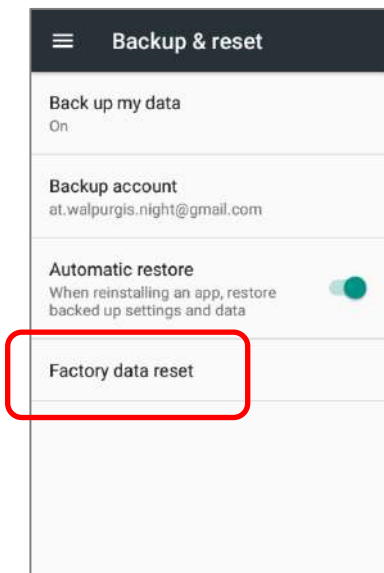 Backup & reset
Back up my data
On
Backup account
at.walpurgis.night@gmail.com
Automatic restore
When reinstalling an app, restore
backed up settings and data
Factory data reset